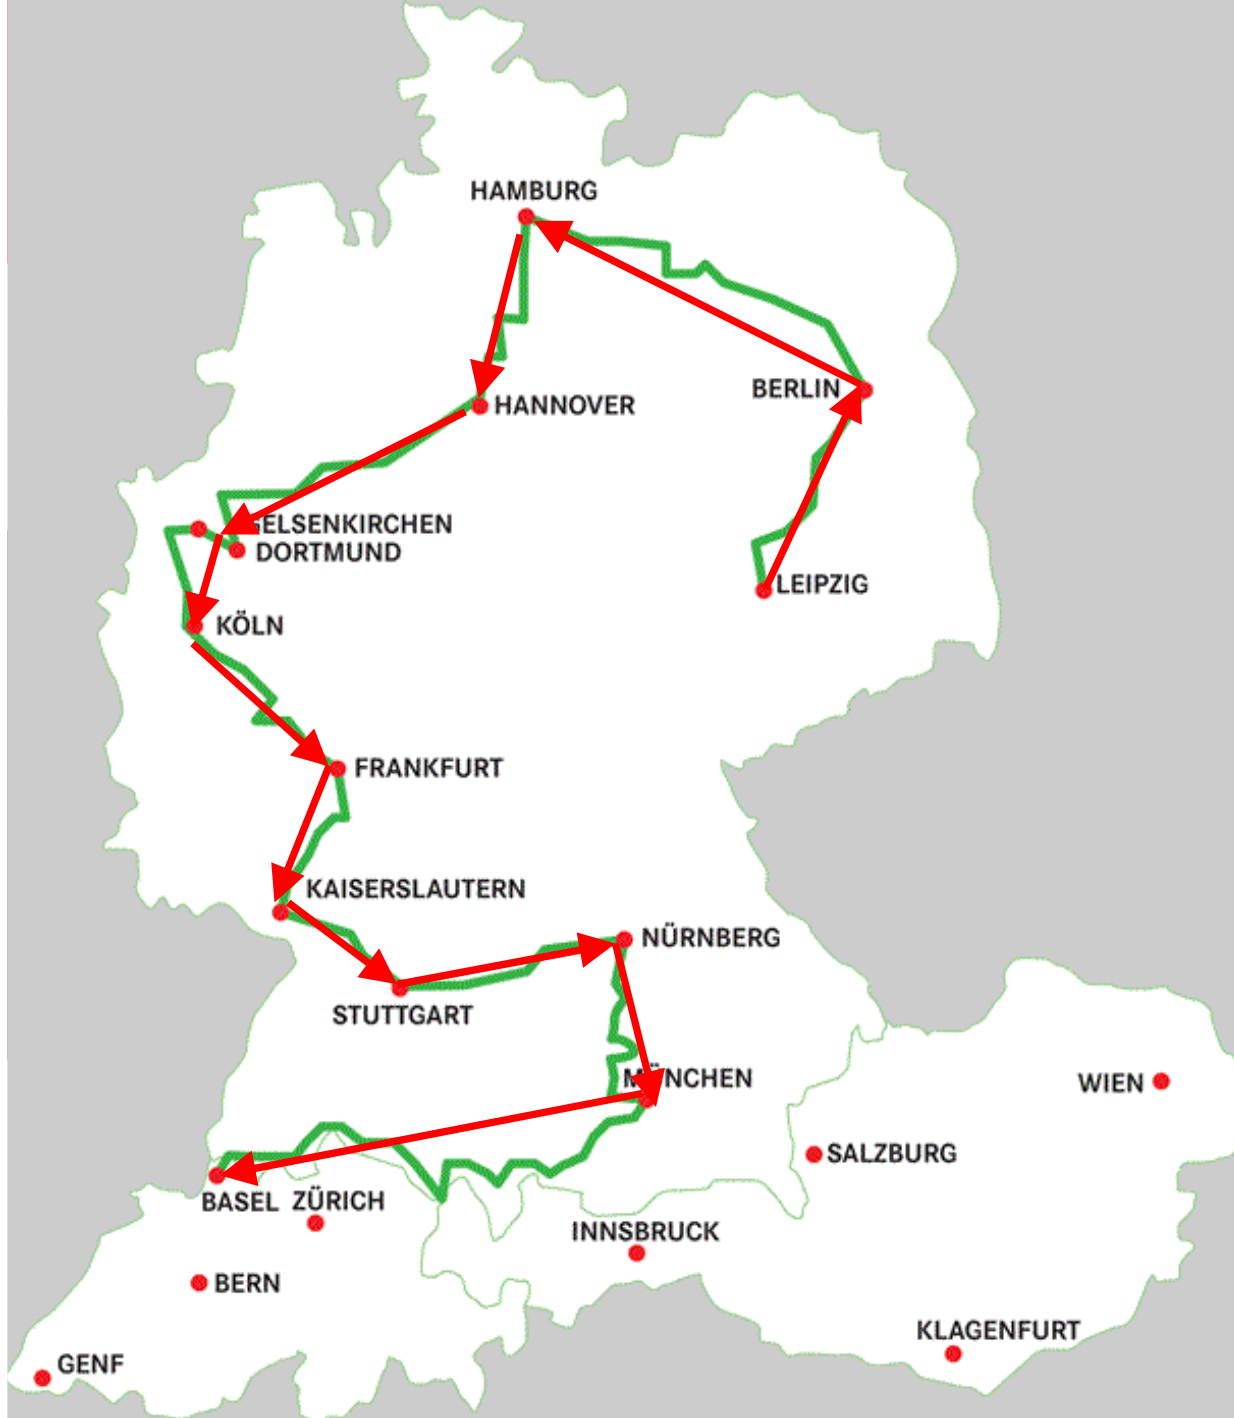 HAMBURG
BERLIN
HANNOVER
GELSENKIRCHEN
DORTMUND
LEIPZIG
KÖLN
FRANKFURT
KAISERSLAUTERN
NÜRNBERG
STUTTGART
MÜNCHEN
WIEN
SALZBURG
BASEL ZÜRICH
INNSBRUCK
BERN
KLAGENFURT
GENF